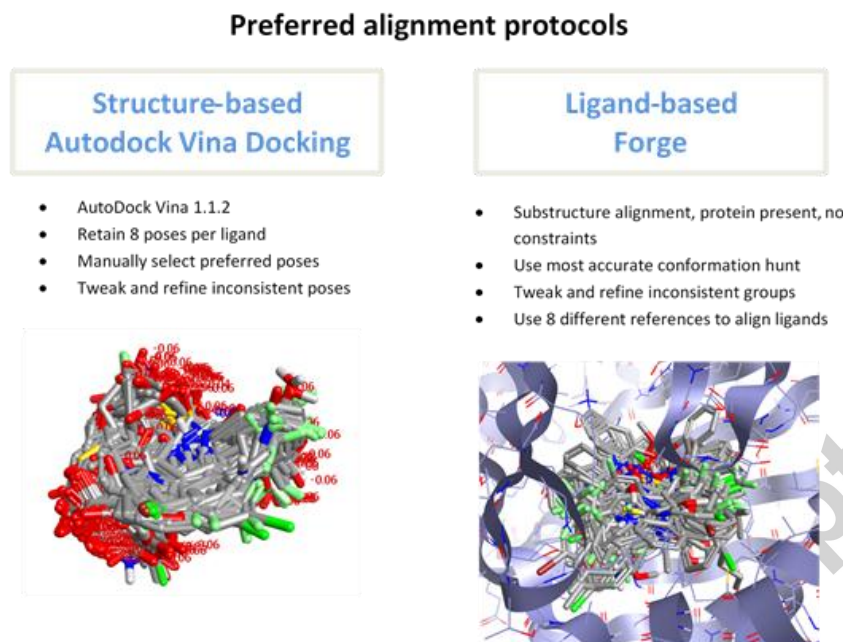 Preferred alignment protocols
Structure-based
Autodock Vina Docking
• AutoDock Vina 1.1.2
• Retain 8 poses per ligand
• Manually select preferred poses
• Tweak and refine inconsistent poses
Ligand-based
Forge
• Substructure alignment, protein present, no
constraints
• Use most accurate conformation hunt
• Tweak and refine inconsistent groups
• Use 8 different references to align ligands
-0.06